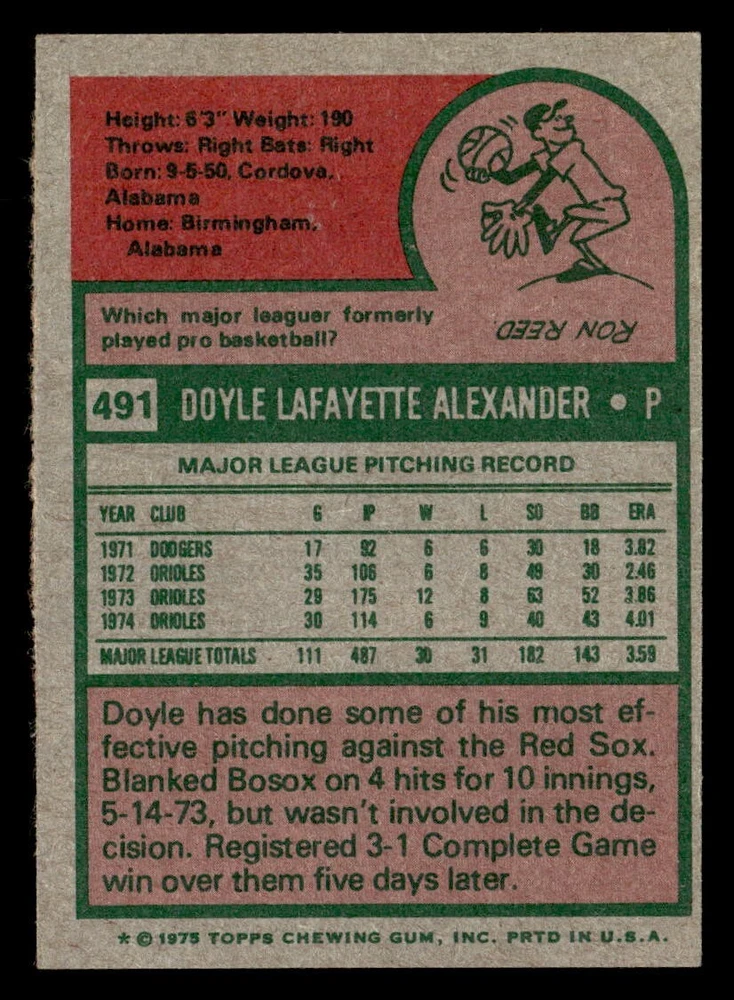 Height: 6'3" Weight: 190
Throws: Right Bats: Right
Born: 9-5-50, Cordova,
Alabama
Home: Birmingham,
Alabama
Which major leaguer formerly
played pro basketball?
RON REED
491 DOYLE LAFAYETTE ALEXANDER • P
MAJOR LEAGUE PITCHING RECORD
YEAR CLUB G IP W L SO BB ERA
1971 DODGERS 17 92 6 6 30 18 3.82
1972 ORIOLES 35 106 6 8 49 30 2.46
1973 ORIOLES 29 175 12 8 63 52 3.86
1974 ORIOLES 30 114 6 9 40 43 4.01
MAJOR LEAGUE TOTALS 111 487 30 31 182 143 3.59
Doyle has done some of his most ef-
fective pitching against the Red Sox.
Blanked Bosox on 4 hits for 10 innings,
5-14-73, but wasn't involved in the de-
cision. Registered 3-1 Complete Game
win over them five days later.
* © 1975 TOPPS CHEWING GUM, INC. PRTD IN U.S.A.